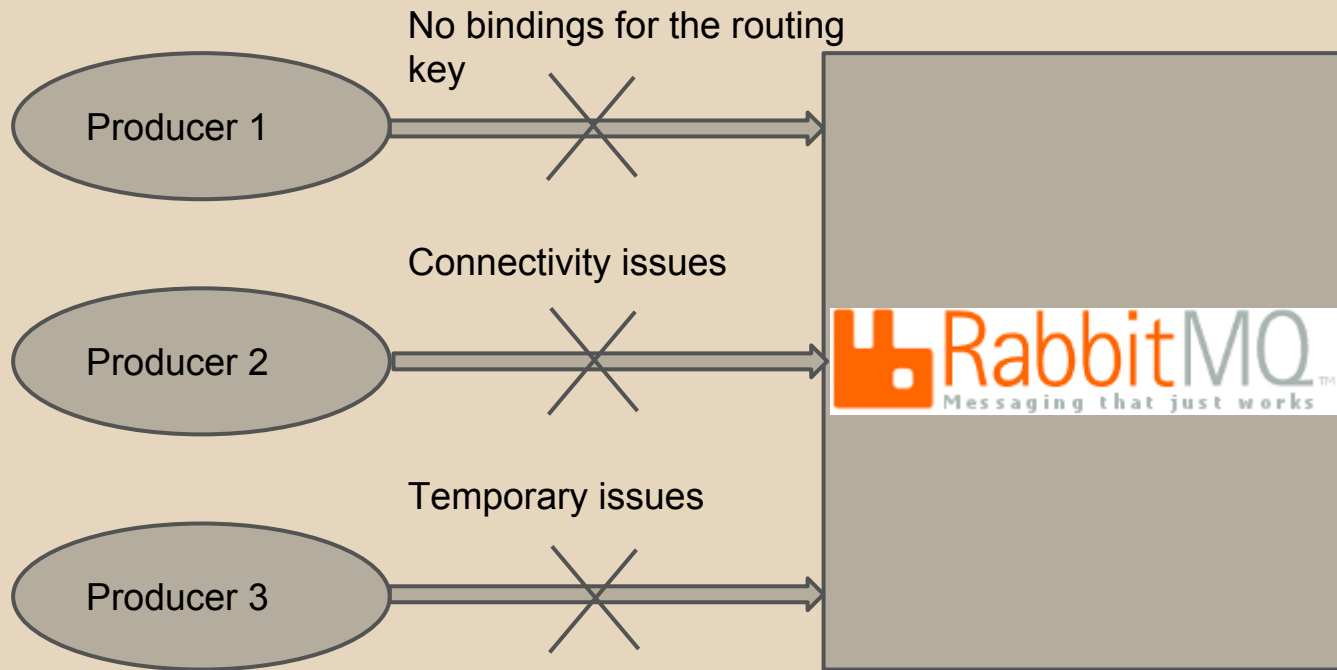 No bindings for the routing
key
Producer 1
Connectivity issues
Producer 2
RabbitMQ™
Messaging that just works
Temporary issues
Producer 3